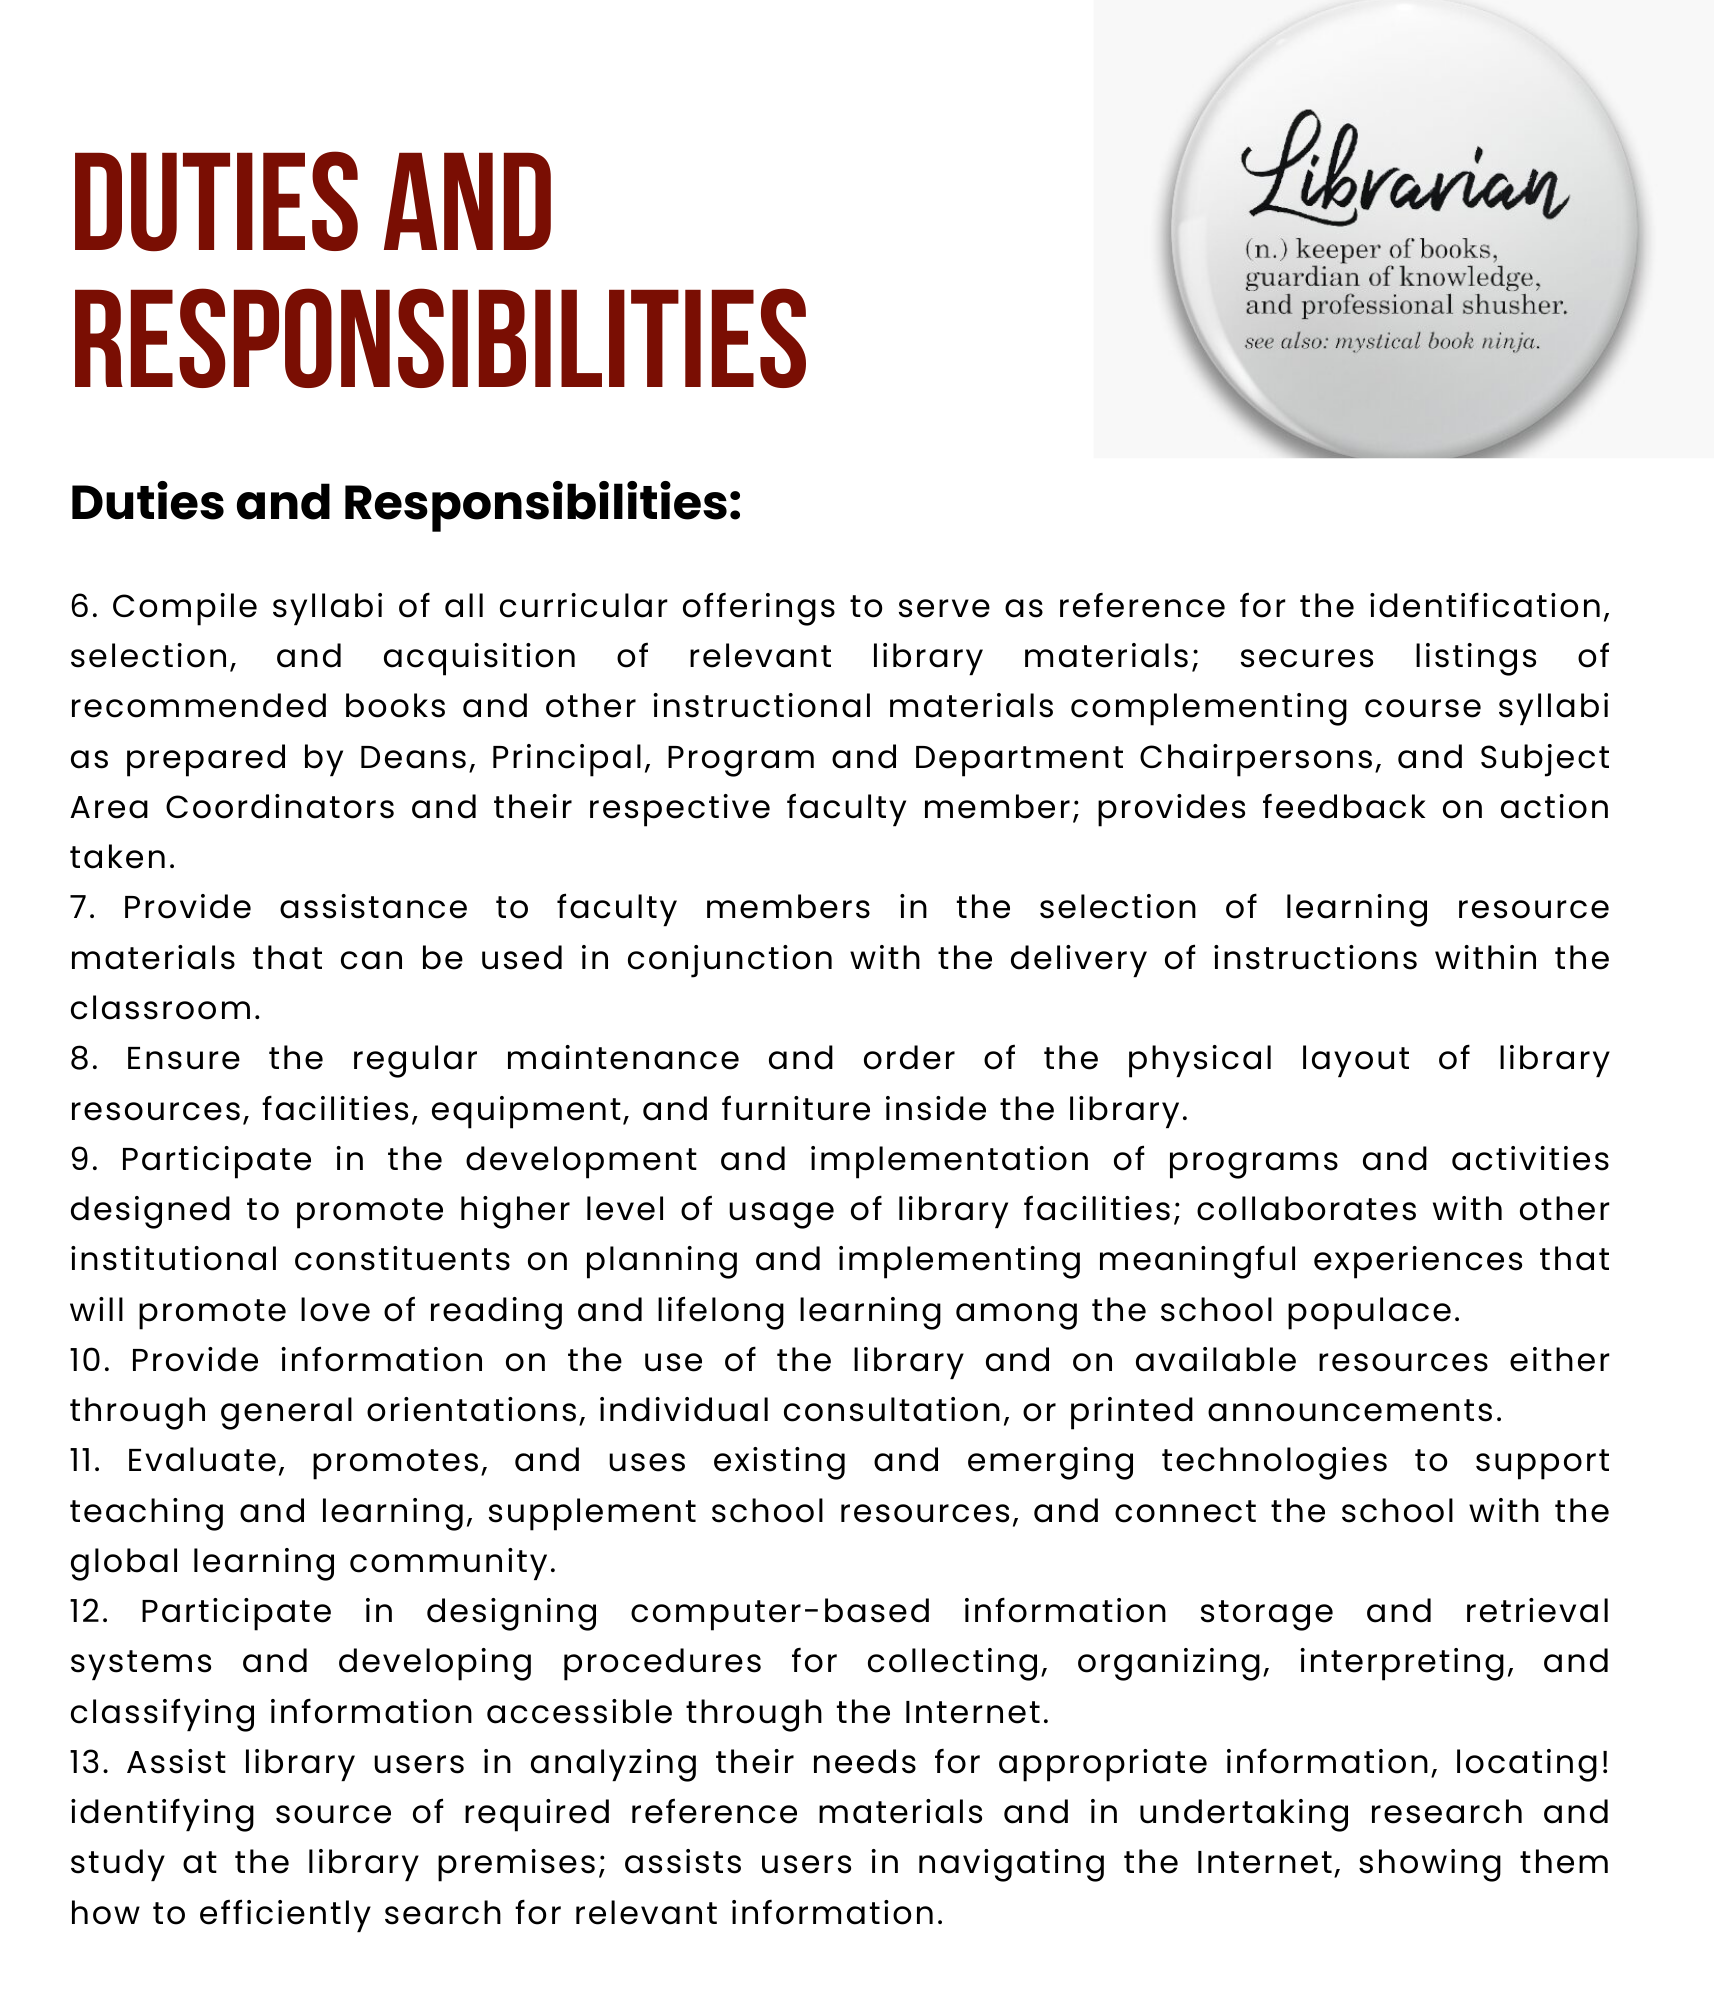 DUTIES AND
RESPONSIBILITIES
Librarian
(n.) keeper of books,
guardian of knowledge,
and professional shusher.
see also: mystical book ninja.
Duties and Responsibilities:
6. Compile syllabi of all curricular offerings to serve as reference for the identification,
selection, and acquisition of relevant library materials; secures listings of
recommended books and other instructional materials complementing course syllabi
as prepared by Deans, Principal, Program and Department Chairpersons, and Subject
Area Coordinators and their respective faculty member; provides feedback on action
taken.
7. Provide assistance to faculty members in the selection of learning resource
materials that can be used in conjunction with the delivery of instructions within the
classroom.
8. Ensure the regular maintenance and order of the physical layout of library
resources, facilities, equipment, and furniture inside the library.
9. Participate in the development and implementation of programs and activities
designed to promote higher level of usage of library facilities; collaborates with other
institutional constituents on planning and implementing meaningful experiences that
will promote love of reading and lifelong learning among the school populace.
10. Provide information on the use of the library and on available resources either
through general orientations, individual consultation, or printed announcements.
11. Evaluate, promotes, and uses existing and emerging technologies to support
teaching and learning, supplement school resources, and connect the school with the
global learning community.
12. Participate in designing computer-based information storage and retrieval
systems and developing procedures for collecting, organizing, interpreting, and
classifying information accessible through the Internet.
13. Assist library users in analyzing their needs for appropriate information, locating!
identifying source of required reference materials and in undertaking research and
study at the library premises; assists users in navigating the Internet, showing them
how to efficiently search for relevant information.